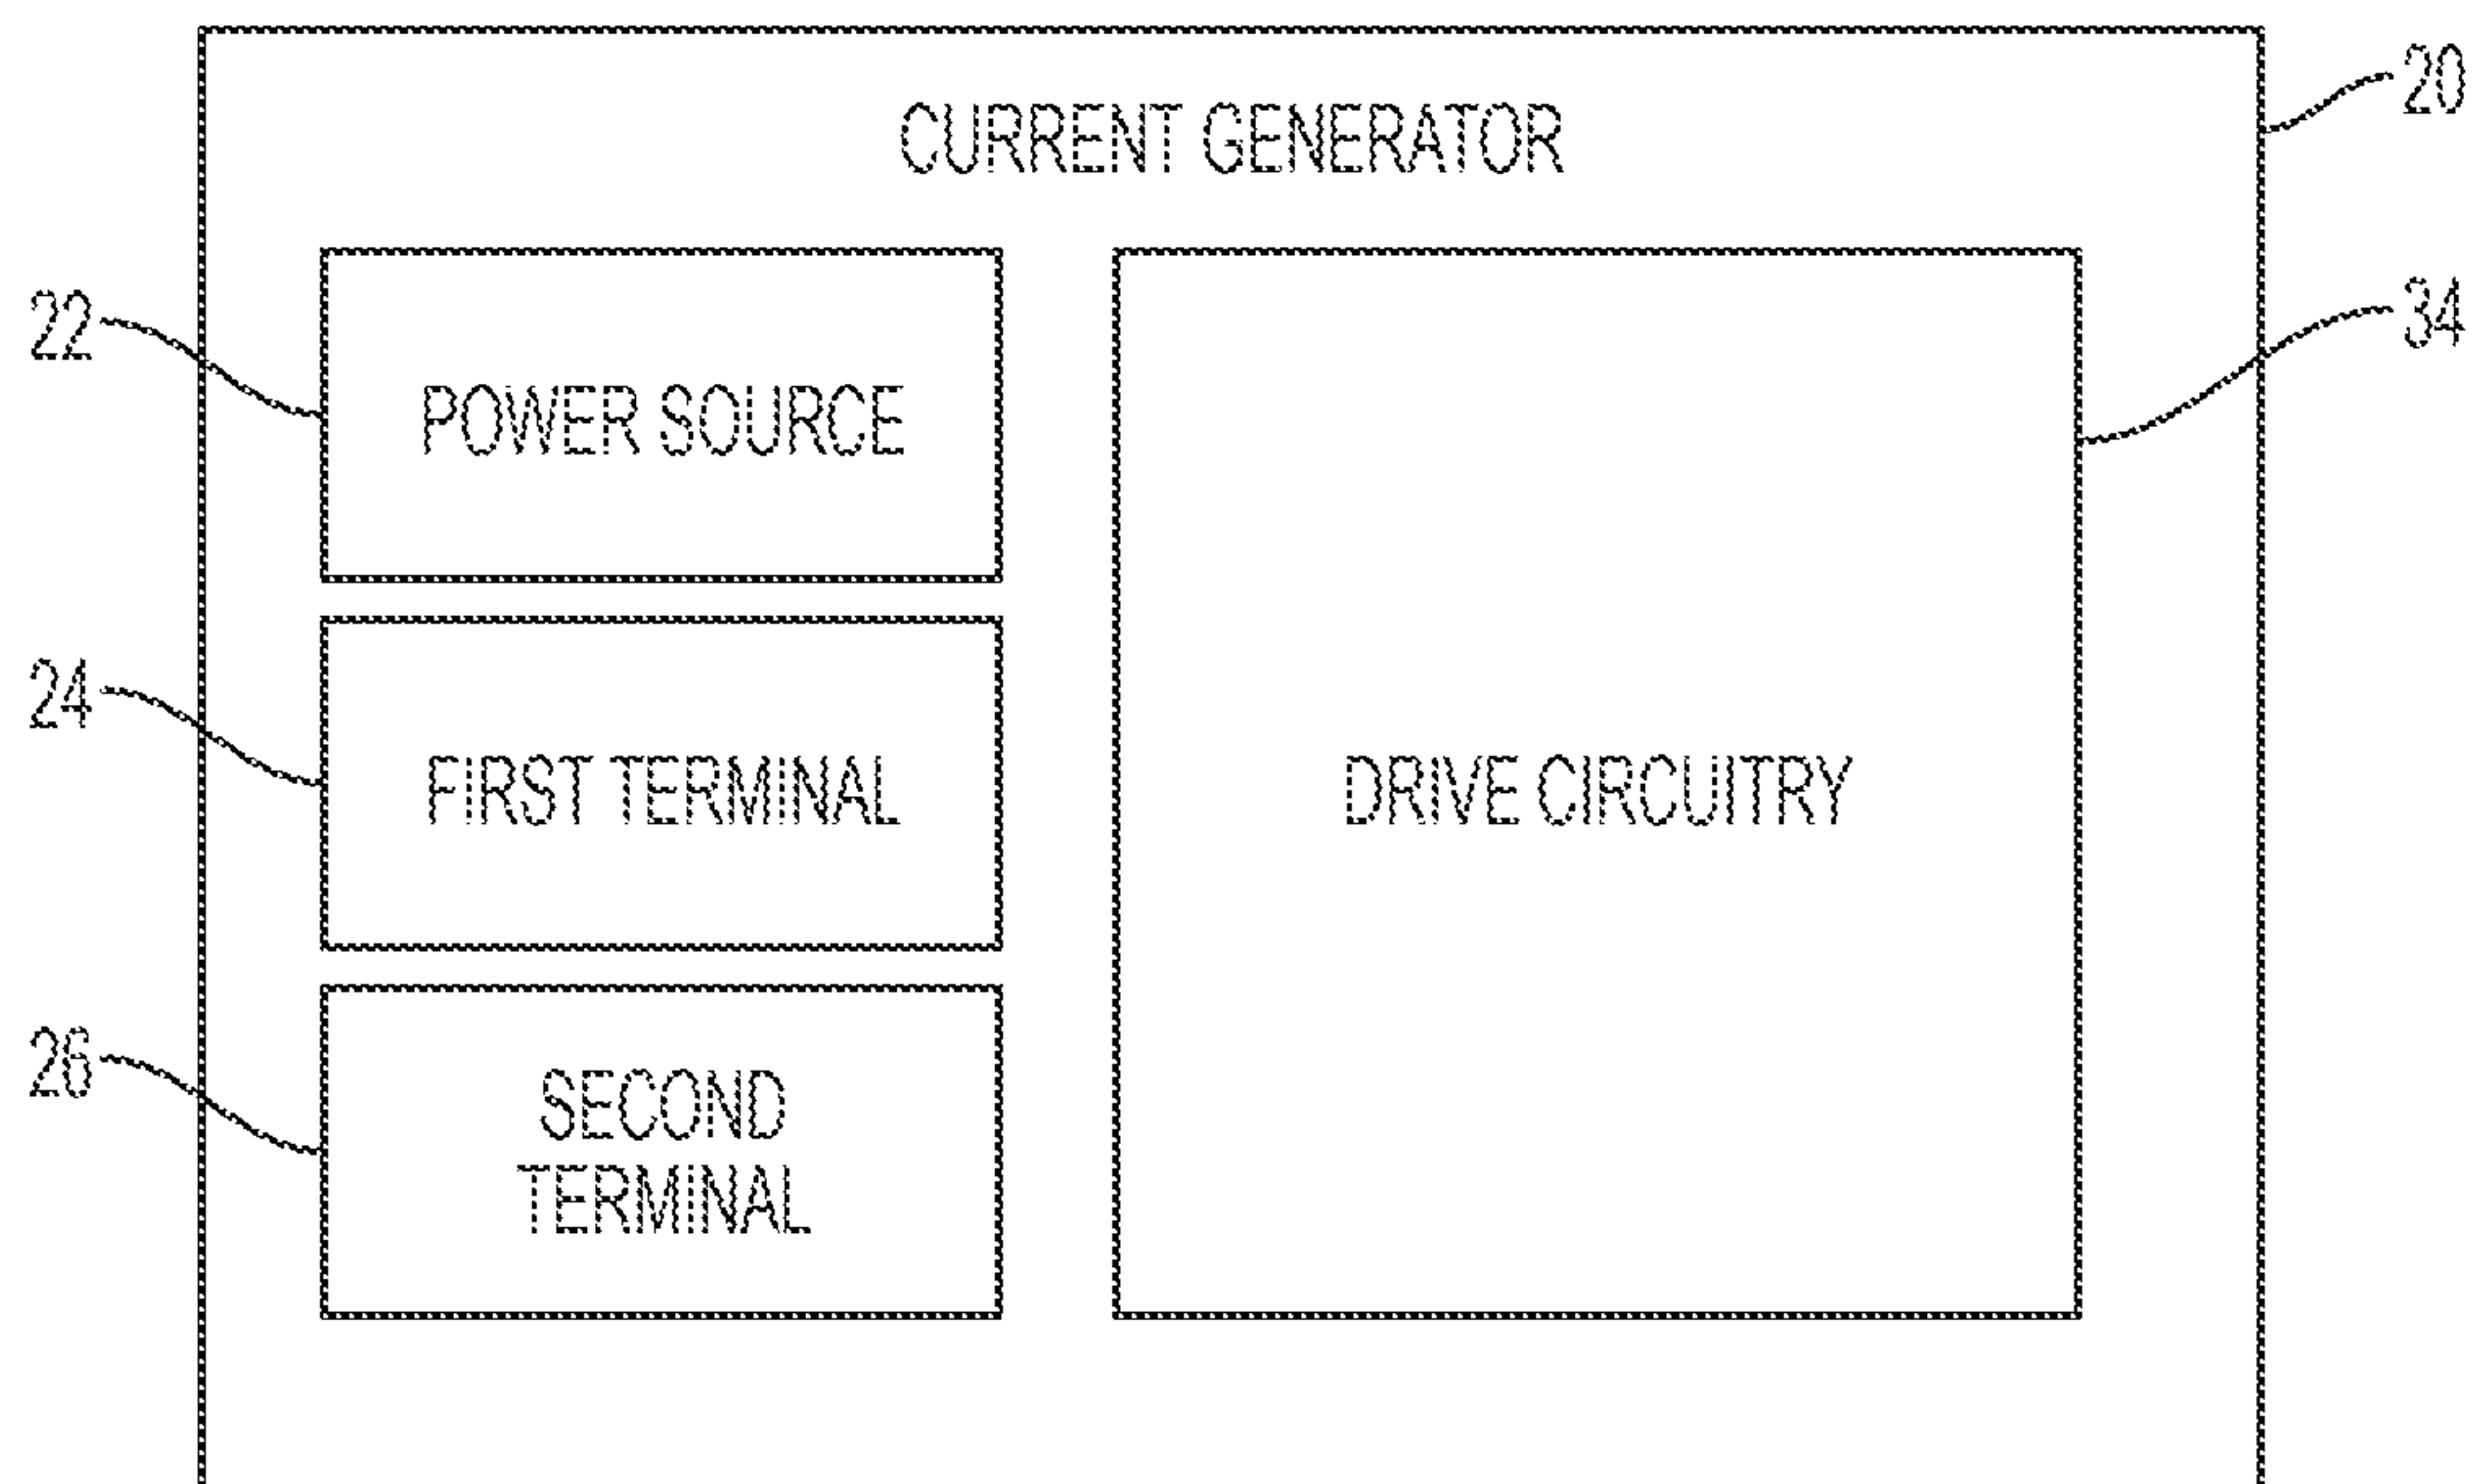 CURRENT GENERATOR
20
22
POWER SOURCE
34
24
FIRST TERMINAL
DRIVE CIRCUITRY
26
SECOND
TERMINAL